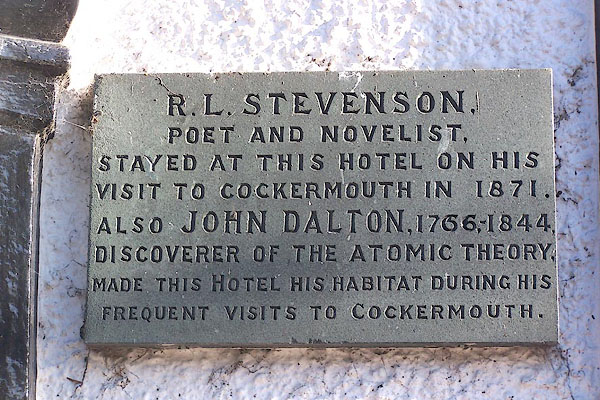 R. L. STEVENSON,
POET AND NOVELIST,
STAYED AT THIS HOTEL ON HIS
VISIT TO COCKERMOUTH IN 1871.
ALSO JOHN DALTON, 1766,-1844,
DISCOVERER OF THE ATOMIC THEORY,
MADE THIS HOTEL HIS HABITAT DURING HIS
FREQUENT VISITS TO COCKERMOUTH.